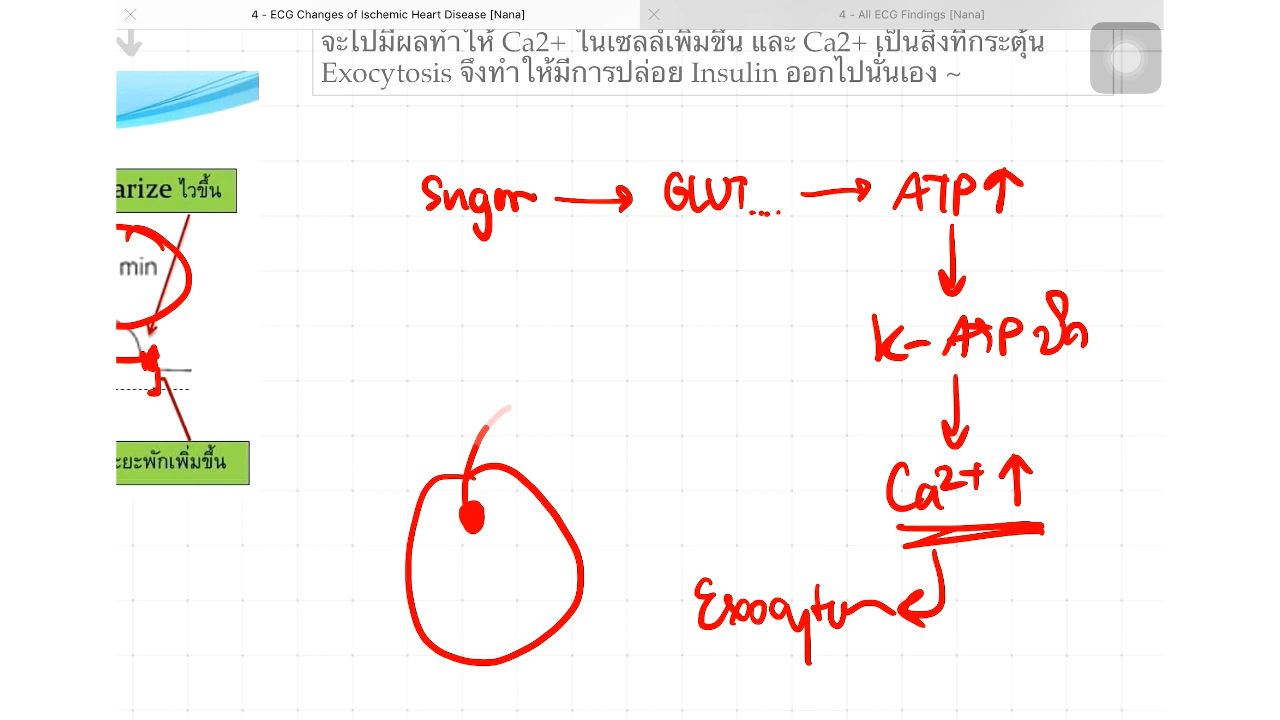 4 - ECG Changes of Ischemic Heart Disease [Nana]
4 - All ECG Findings [Nana]
จะไปมีผลทำให้ Ca2+ ในเซลล์เพิ่มขึ้น และ Ca2+ เป็นสิ่งที่กระตุ้น
Exocytosis จึงทำให้มีการปล่อย Insulin ออกไปนั่นเอง ~
arize ไวขึ้น
min
ะยะพักเพิ่มขึ้น
Sugar → GLUT.... → ATP↑
K-ATP ปิด
Ca2+ ↑